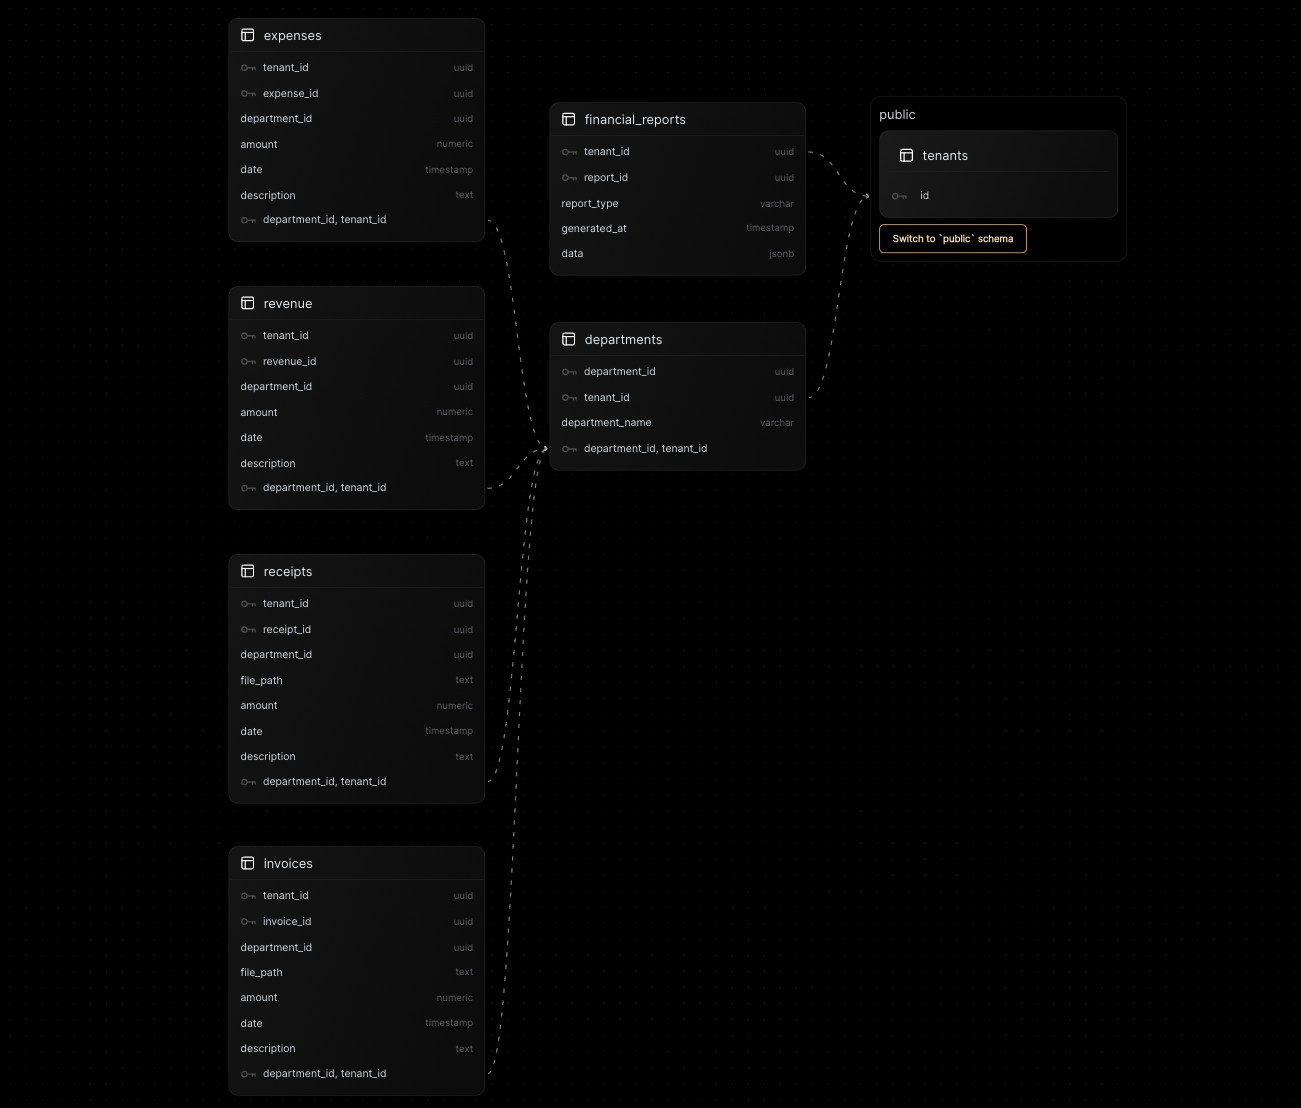 expenses
tenant_id uuid
expense_id uuid
department_id uuid
amount numeric
date timestamp
description text
department_id, tenant_id
revenue
tenant_id uuid
revenue_id uuid
department_id uuid
amount numeric
date timestamp
description text
department_id, tenant_id
receipts
tenant_id uuid
receipt_id uuid
department_id uuid
file_path text
amount numeric
date timestamp
description text
department_id, tenant_id
invoices
tenant_id uuid
invoice_id uuid
department_id uuid
file_path text
amount numeric
date timestamp
description text
department_id, tenant_id
financial_reports
tenant_id uuid
report_id uuid
report_type varchar
generated_at timestamp
data jsonb
departments
department_id uuid
tenant_id uuid
department_name varchar
department_id, tenant_id
public
tenants
id
Switch to `public` schema